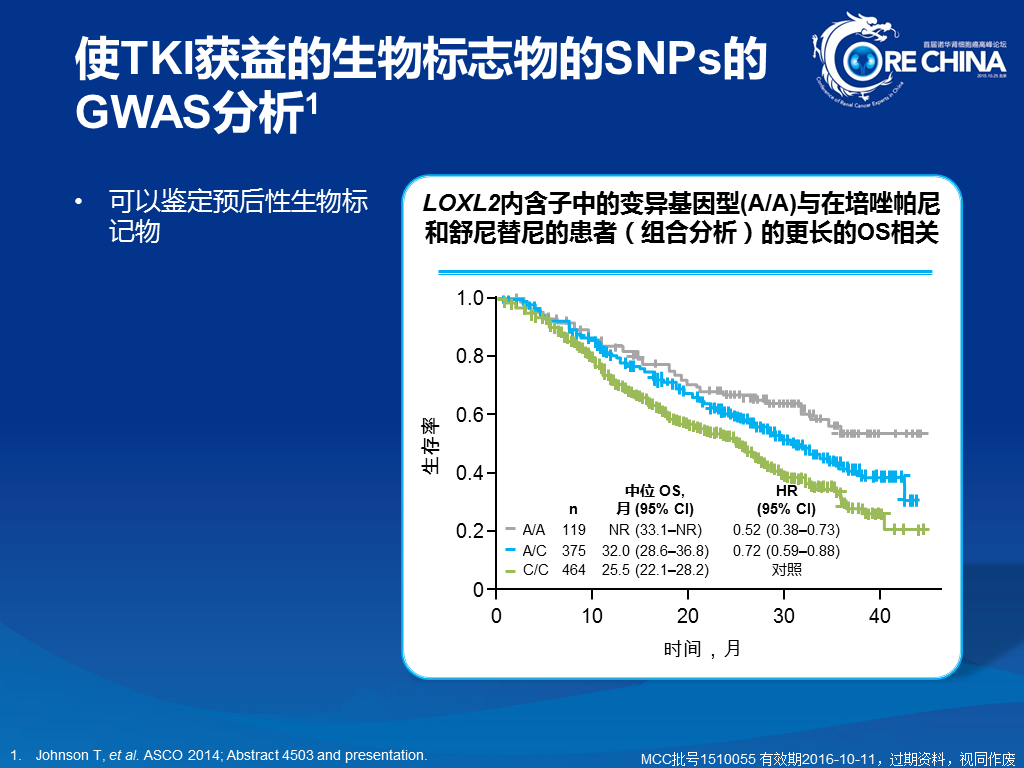 使TKI获益的生物标志物的SNPs的
GWAS分析1
首届诺华肾细胞癌高峰论坛
CORE CHINA
2015.10.25 北京
Conference of Renal Cancer Experts in China
• 可以鉴定预后性生物标
记物
LOXL2内含子中的变异基因型(A/A)与在培唑帕尼
和舒尼替尼的患者（组合分析）的更长的OS相关
1.0
0.8
0.6
0.4
0.2
0
生存率
中位 OS, HR
n 月 (95% CI) (95% CI)
A/A 119 NR (33.1–NR) 0.52 (0.38–0.73)
A/C 375 32.0 (28.6–36.8) 0.72 (0.59–0.88)
C/C 464 25.5 (22.1–28.2) 对照
0 10 20 30 40
时间，月
1. Johnson T, et al. ASCO 2014; Abstract 4503 and presentation.
MCC批号1510055 有效期2016-10-11，过期资料，视同作废